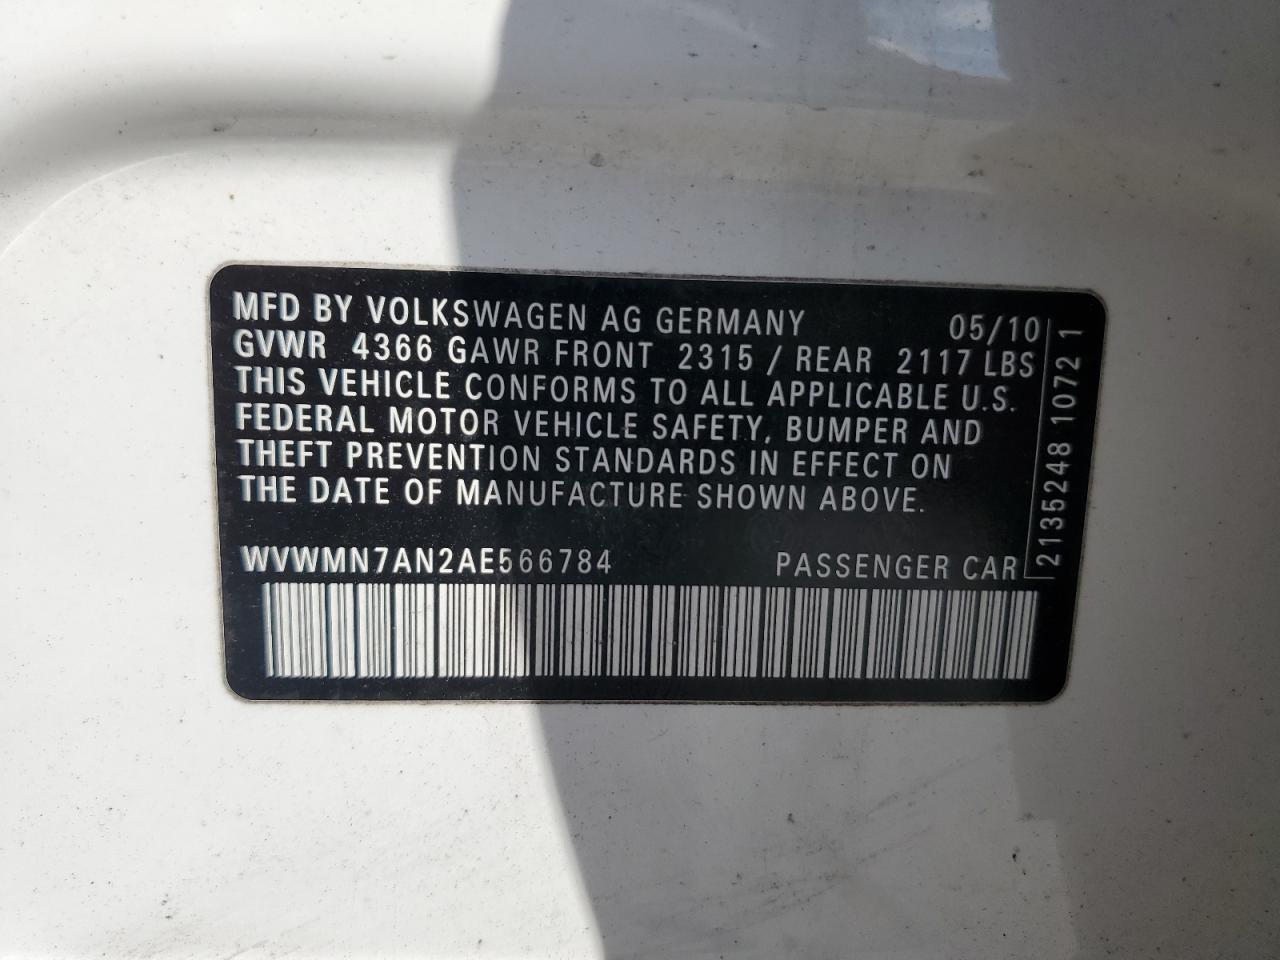 MFD BY VOLKSWAGEN AG GERMANY 05/10
GVWR 4366 GAWR FRONT 2315 / REAR 2117 LBS
THIS VEHICLE CONFORMS TO ALL APPLICABLE U.S.
FEDERAL MOTOR VEHICLE SAFETY, BUMPER AND
THEFT PREVENTION STANDARDS IN EFFECT ON
THE DATE OF MANUFACTURE SHOWN ABOVE.
WVWMN7AN2AE566784 PASSENGER CAR
2135248 1072 1